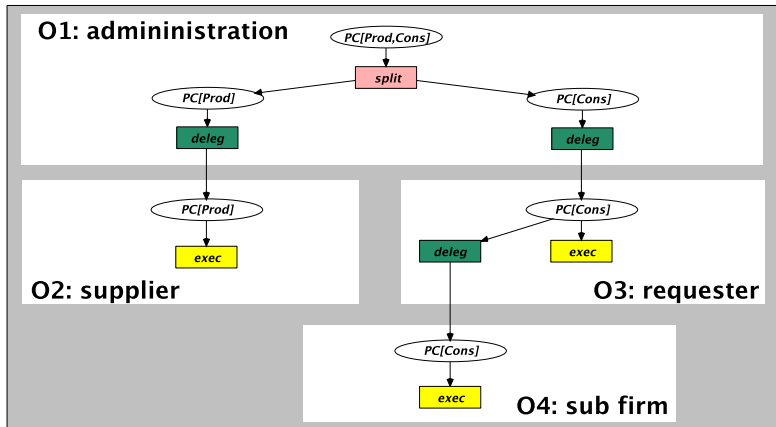 O1: admininistration
PC[Prod,Cons]
split
PC[Prod]
PC[Cons]
deleg
deleg
PC[Prod]
PC[Cons]
exec
deleg
exec
O2: supplier
O3: requester
PC[Cons]
exec
O4: sub firm